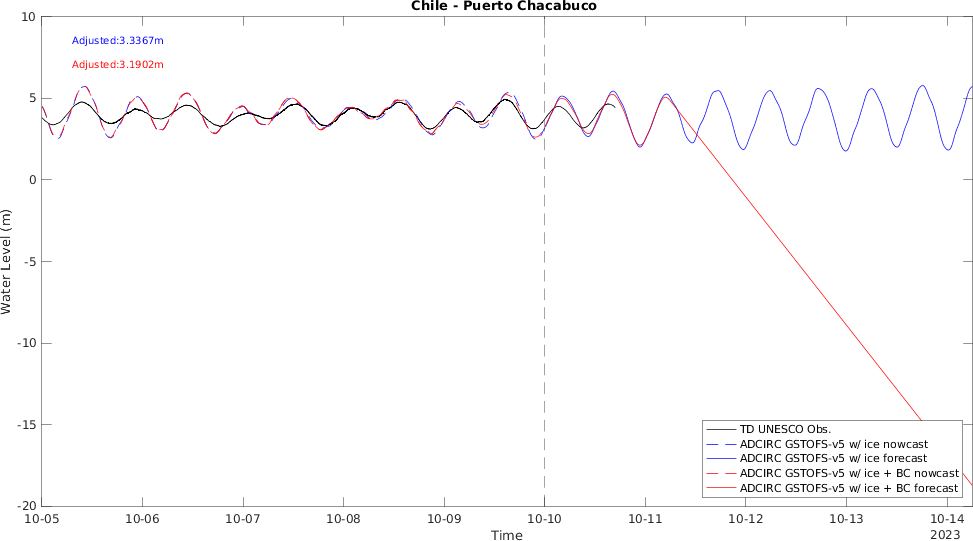 Chile - Puerto Chacabuco
Adjusted:3.3367m
Adjusted:3.1902m
10
5
0
-5
-10
-15
-20
Water Level (m)
TD UNESCO Obs.
ADCIRC GSTOFS-v5 w/ ice nowcast
ADCIRC GSTOFS-v5 w/ ice forecast
ADCIRC GSTOFS-v5 w/ ice + BC nowcast
ADCIRC GSTOFS-v5 w/ ice + BC forecast
10-05 10-06 10-07 10-08 10-09 10-10 10-11 10-12 10-13 10-14
2023
Time